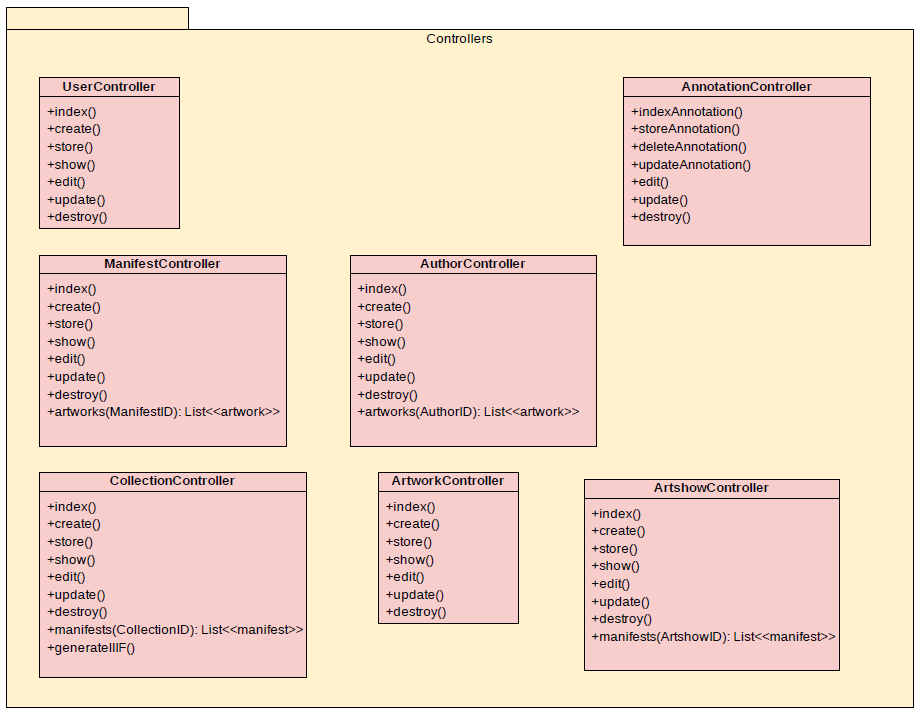 Controllers
UserController
+index()
+create()
+store()
+show()
+edit()
+update()
+destroy()
AnnotationController
+indexAnnotation()
+storeAnnotation()
+deleteAnnotation()
+updateAnnotation()
+edit()
+update()
+destroy()
ManifestController
+index()
+create()
+store()
+show()
+edit()
+update()
+destroy()
+artworks(ManifestID): List<<artwork>>
AuthorController
+index()
+create()
+store()
+show()
+edit()
+update()
+destroy()
+artworks(AuthorID): List<<artwork>>
CollectionController
+index()
+create()
+store()
+show()
+edit()
+update()
+destroy()
+manifests(CollectionID): List<<manifest>>
+generateIIIF()
ArtworkController
+index()
+create()
+store()
+show()
+edit()
+update()
+destroy()
ArtshowController
+index()
+create()
+store()
+show()
+edit()
+update()
+destroy()
+manifests(ArtshowID): List<<manifest>>